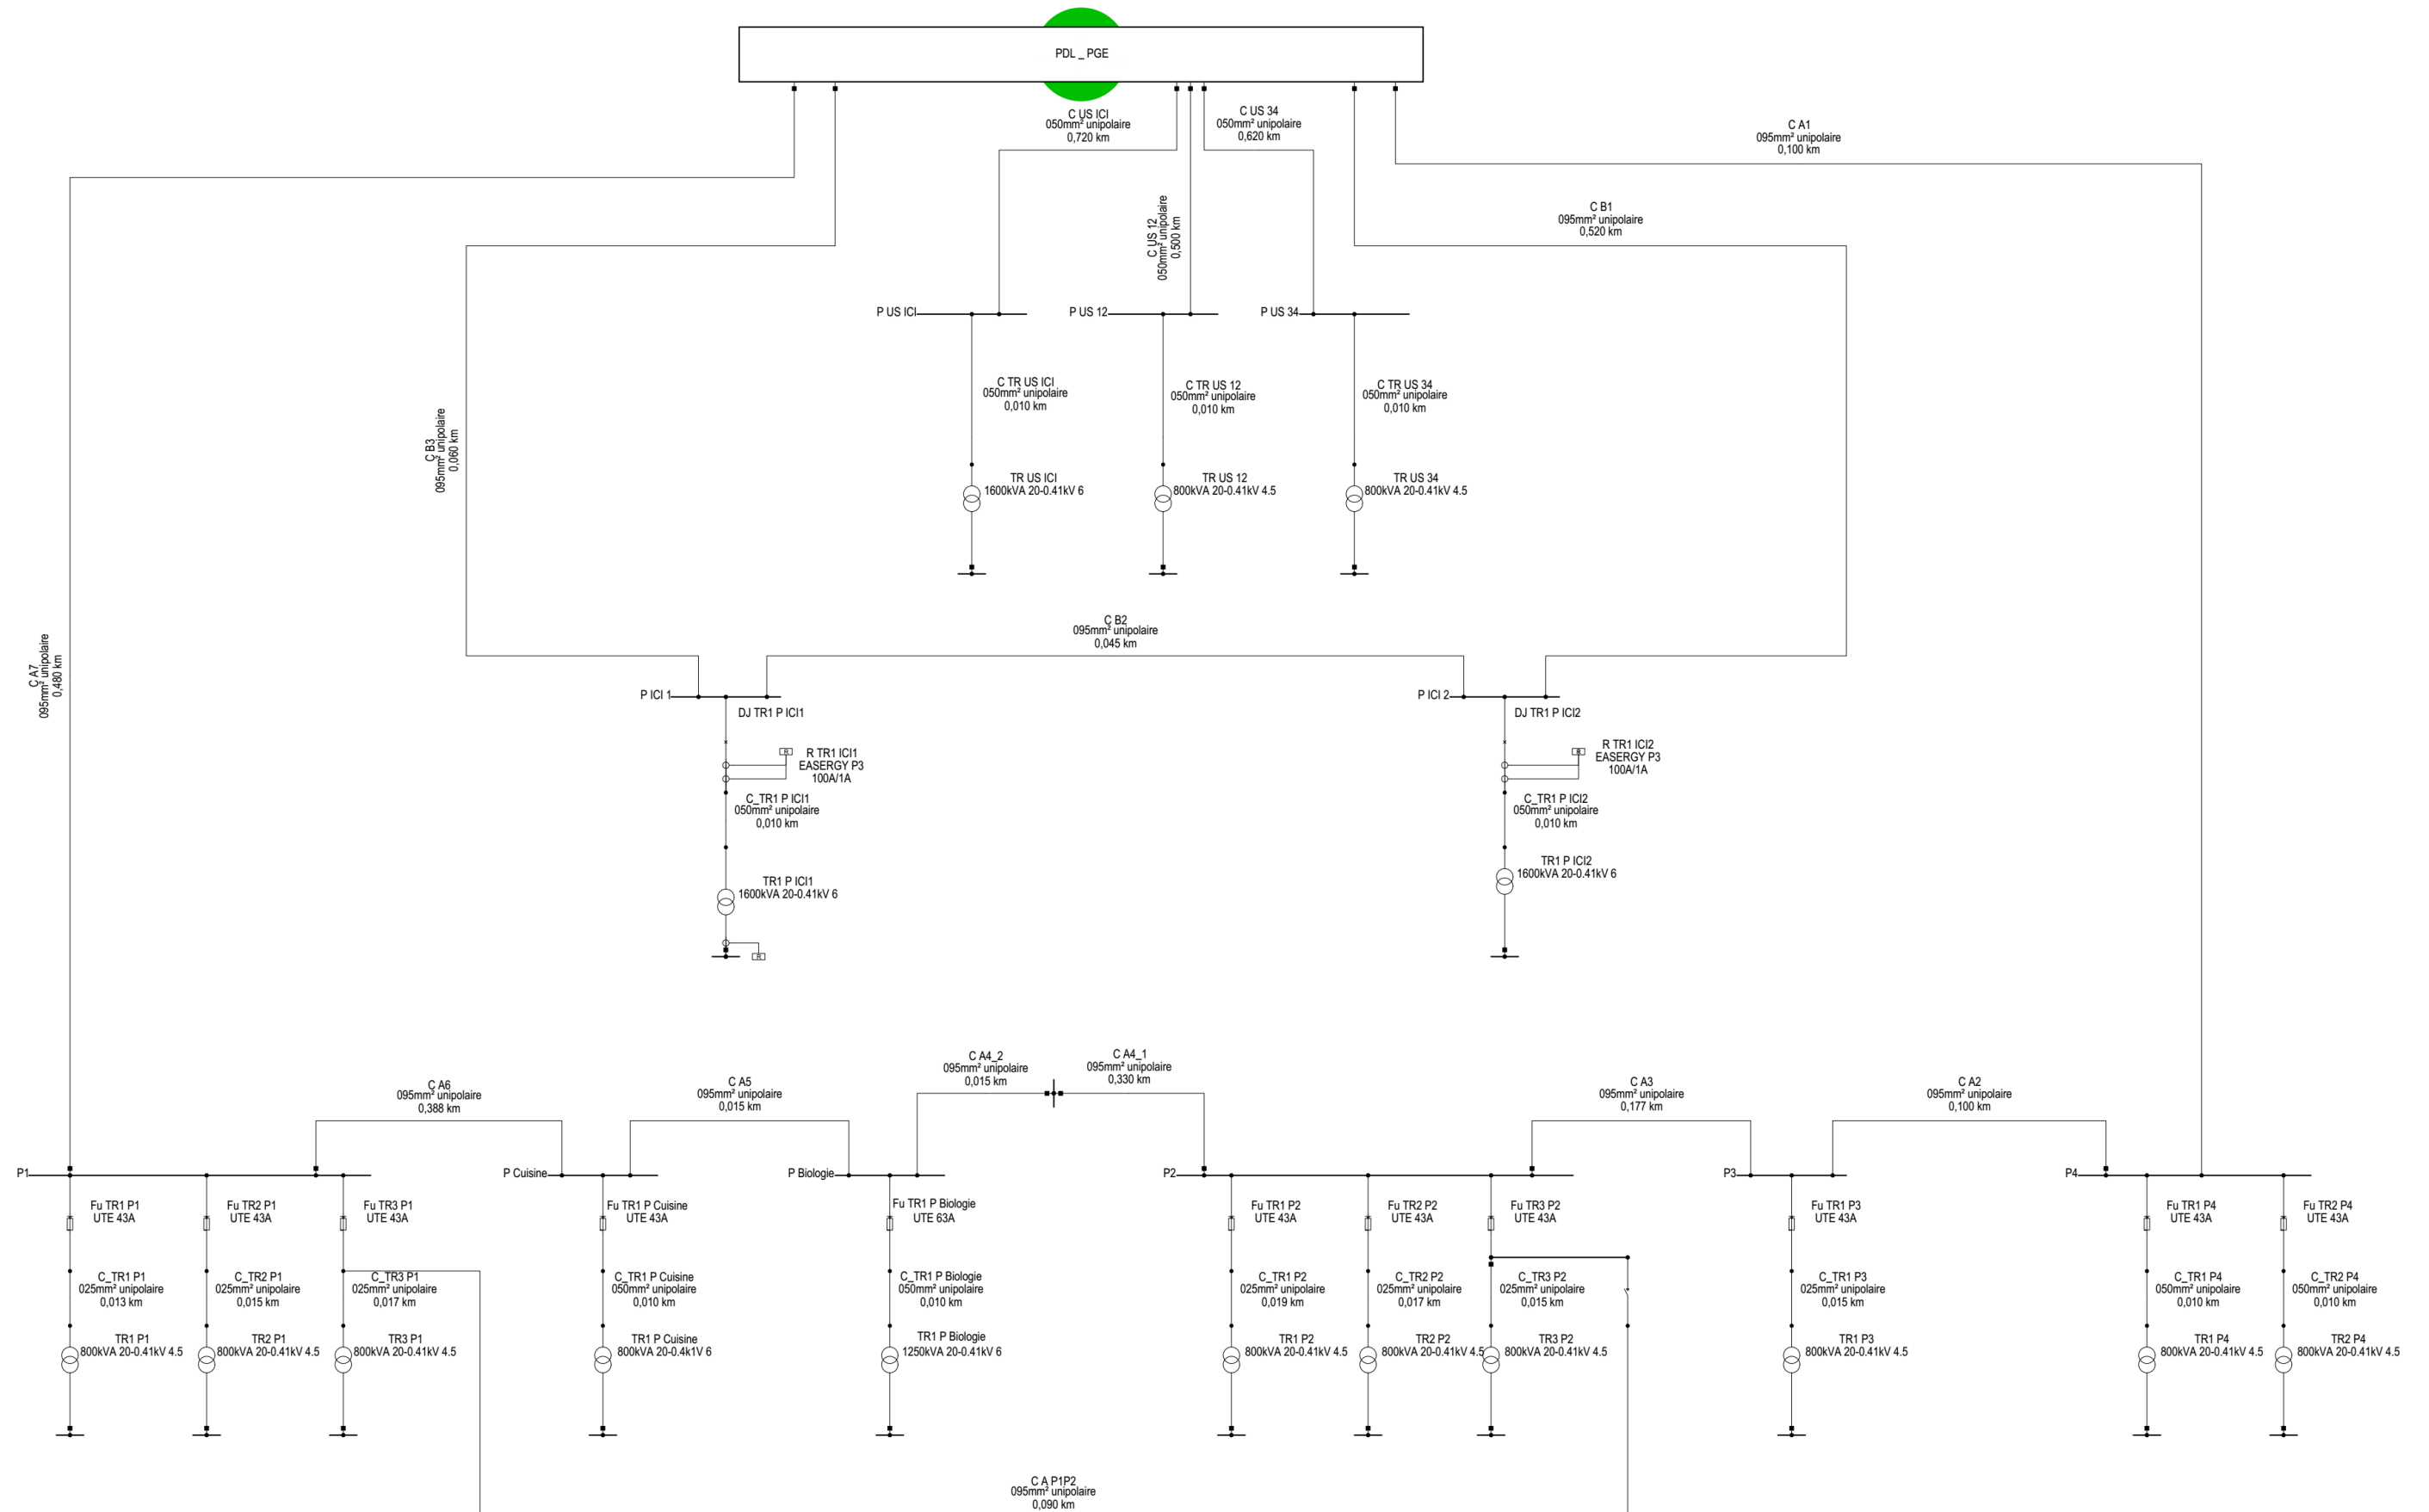 PDL _ PGE
C US ICI
050mm² unipolaire
0,720 km
C US 34
050mm² unipolaire
0,620 km
C A1
095mm² unipolaire
0,100 km
C US 12
050mm² unipolaire
0,500 km
C B1
095mm² unipolaire
0,520 km
P US ICI
P US 12
P US 34
C TR US ICI
050mm² unipolaire
0,010 km
C TR US 12
050mm² unipolaire
0,010 km
C TR US 34
050mm² unipolaire
0,010 km
C B3
095mm² unipolaire
0,060 km
TR US ICI
1600kVA 20-0.41kV 6
TR US 12
800kVA 20-0.41kV 4.5
TR US 34
800kVA 20-0.41kV 4.5
C A7
095mm² unipolaire
0,480 km
C B2
095mm² unipolaire
0,045 km
P ICI 1
DJ TR1 P ICI1
P ICI 2
DJ TR1 P ICI2
R
R TR1 ICI1
EASERGY P3
100A/1A
R
R TR1 ICI2
EASERGY P3
100A/1A
C_TR1 P ICI1
050mm² unipolaire
0,010 km
C_TR1 P ICI2
050mm² unipolaire
0,010 km
TR1 P ICI1
1600kVA 20-0.41kV 6
TR1 P ICI2
1600kVA 20-0.41kV 6
R
C A6
095mm² unipolaire
0,388 km
C A5
095mm² unipolaire
0,015 km
C A4_2
095mm² unipolaire
0,015 km
C A4_1
095mm² unipolaire
0,330 km
C A3
095mm² unipolaire
0,177 km
C A2
095mm² unipolaire
0,100 km
P1
P Cuisine
P Biologie
P2
P3
P4
Fu TR1 P1
UTE 43A
Fu TR2 P1
UTE 43A
Fu TR3 P1
UTE 43A
Fu TR1 P Cuisine
UTE 43A
Fu TR1 P Biologie
UTE 63A
Fu TR1 P2
UTE 43A
Fu TR2 P2
UTE 43A
Fu TR3 P2
UTE 43A
Fu TR1 P3
UTE 43A
Fu TR1 P4
UTE 43A
Fu TR2 P4
UTE 43A
C_TR1 P1
025mm² unipolaire
0,013 km
C_TR2 P1
025mm² unipolaire
0,015 km
C_TR3 P1
025mm² unipolaire
0,017 km
C_TR1 P Cuisine
050mm² unipolaire
0,010 km
C_TR1 P Biologie
050mm² unipolaire
0,010 km
C_TR1 P2
025mm² unipolaire
0,019 km
C_TR2 P2
025mm² unipolaire
0,017 km
C_TR3 P2
025mm² unipolaire
0,015 km
C_TR1 P3
025mm² unipolaire
0,015 km
C_TR1 P4
050mm² unipolaire
0,010 km
C_TR2 P4
050mm² unipolaire
0,010 km
TR1 P1
800kVA 20-0.41kV 4.5
TR2 P1
800kVA 20-0.41kV 4.5
TR3 P1
800kVA 20-0.41kV 4.5
TR1 P Cuisine
800kVA 20-0.4k1V 6
TR1 P Biologie
1250kVA 20-0.41kV 6
TR1 P2
800kVA 20-0.41kV 4.5
TR2 P2
800kVA 20-0.41kV 4.5
TR3 P2
800kVA 20-0.41kV 4.5
TR1 P3
800kVA 20-0.41kV 4.5
TR1 P4
800kVA 20-0.41kV 4.5
TR2 P4
800kVA 20-0.41kV 4.5
C A P1P2
095mm² unipolaire
0,090 km